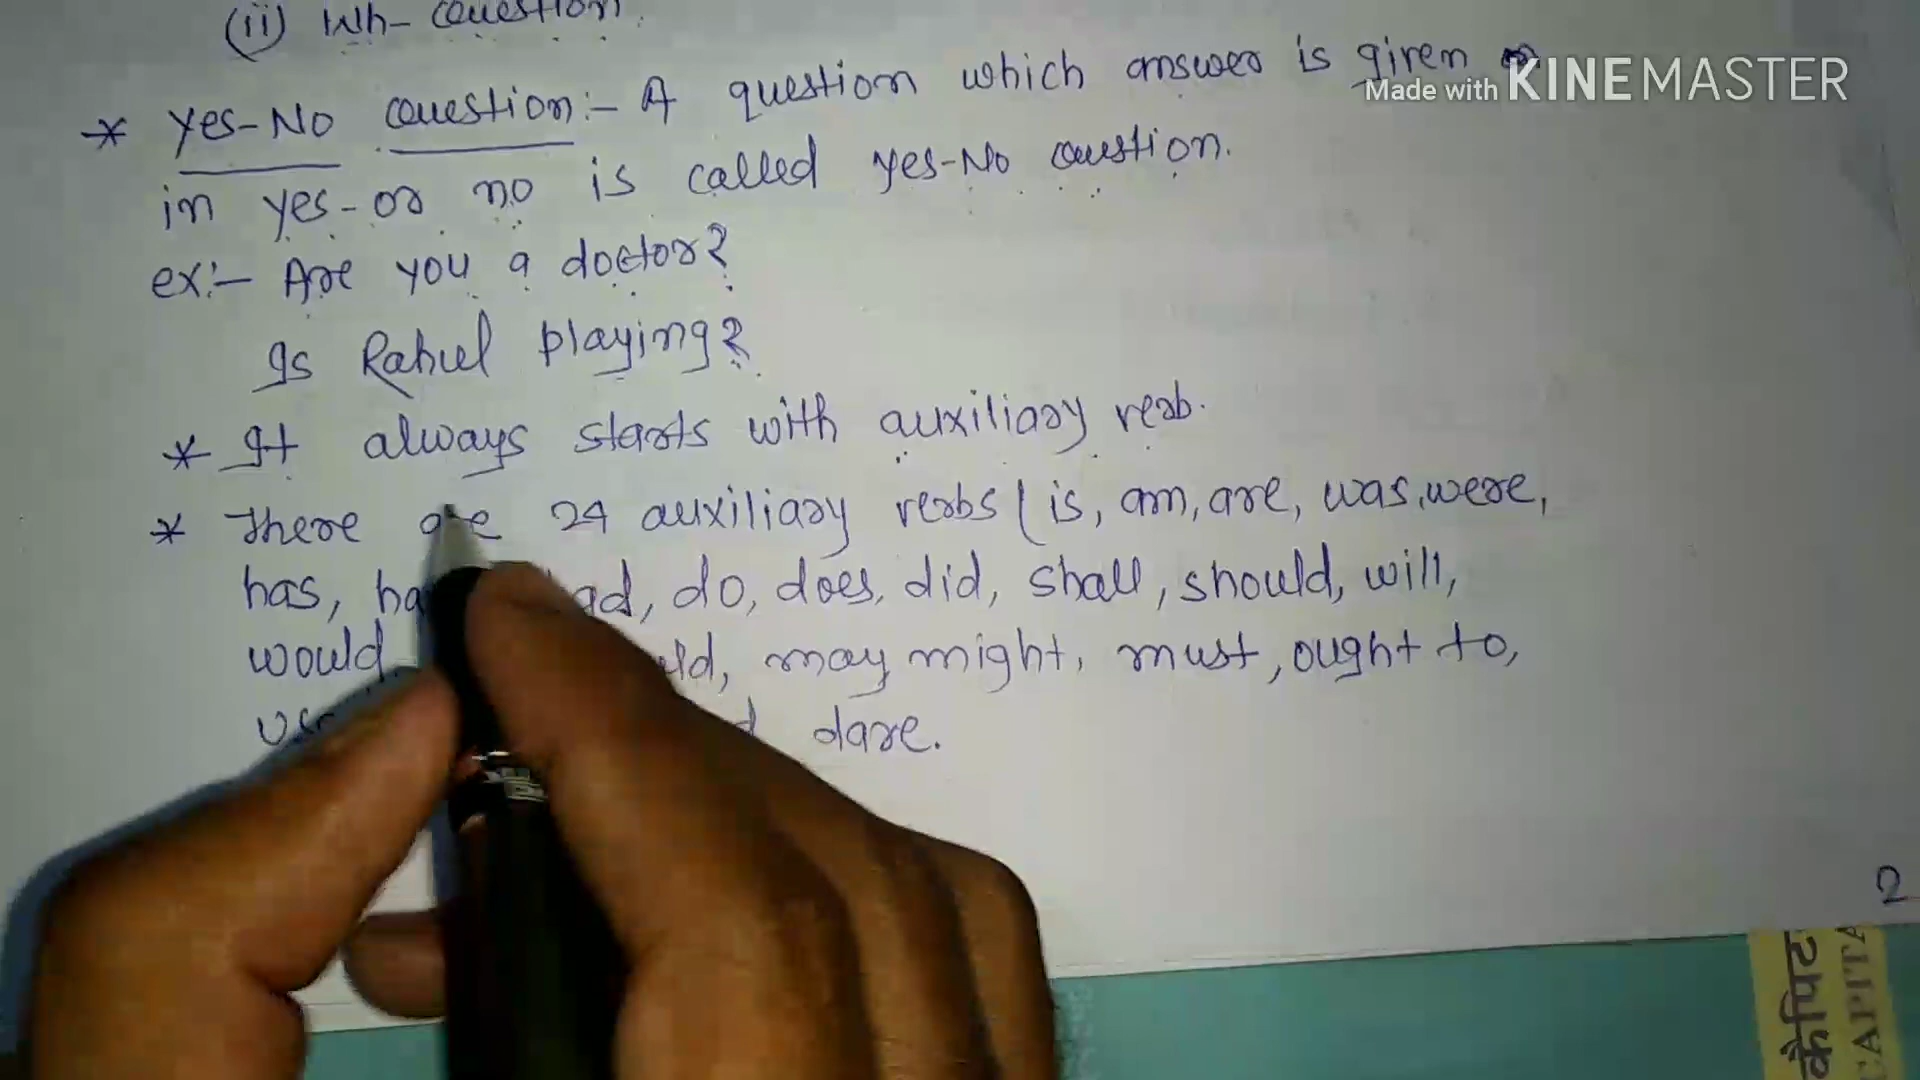 (ii) Wh- Question.
* Yes-No Question:- A question which answer is given
Made with KINEMASTER
in yes-or no is called Yes-No Question.
ex:- Are you a doctor?
Is Rahul playing?
* It always starts with auxiliary verb.
* There are 24 auxiliary verbs (is, am, are, was, were,
has, had, do, does, did, shall, should, will,
would may might, must, ought to,
dare.
2
कैपिट
CAPITA